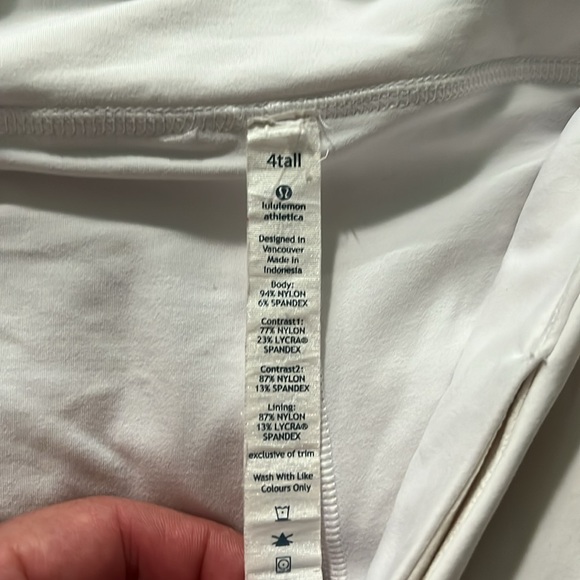 4tall
lululemon
athletica
Designed in
Vancouver
Made in
Indonesia
Body:
94% NYLON
6% SPANDEX
Contrast1:
77% NYLON
23% LYCRA®
SPANDEX
Contrast2:
87% NYLON
13% SPANDEX
Lining:
87% NYLON
13% LYCRA®
SPANDEX
exclusive of trim
Wash With Like
Colours Only